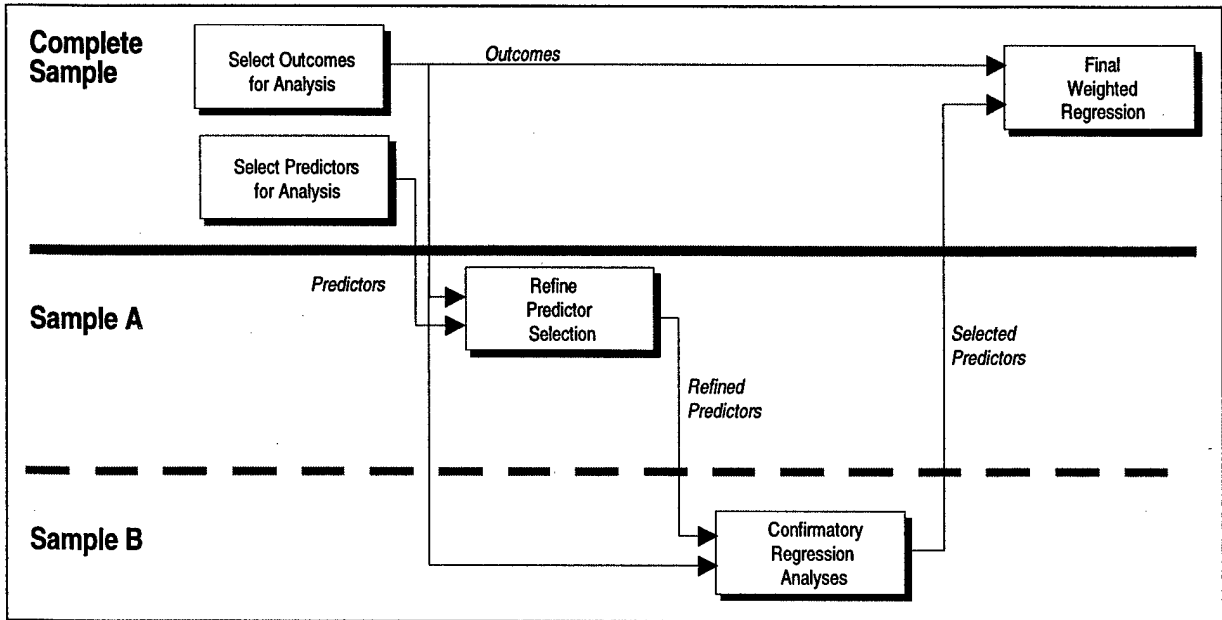 Complete
Sample
Select Outcomes
for Analysis
Outcomes
Final
Weighted
Regression
Select Predictors
for Analysis
Predictors
Sample A
Refine
Predictor
Selection
Selected
Predictors
Refined
Predictors
Sample B
Confirmatory
Regression
Analyses